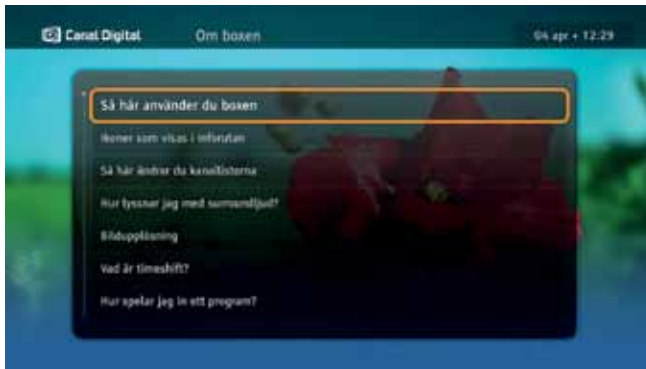 Canal Digital
Om boxen
04 apr • 12:29
Så här använder du boxen
Ikoner som visas i inforutan
Så här ändrar du kanallistorna
Hur lyssnar jag med surroundljud?
Bildupplösning
Vad är timeshift?
Hur spelar jag in ett program?